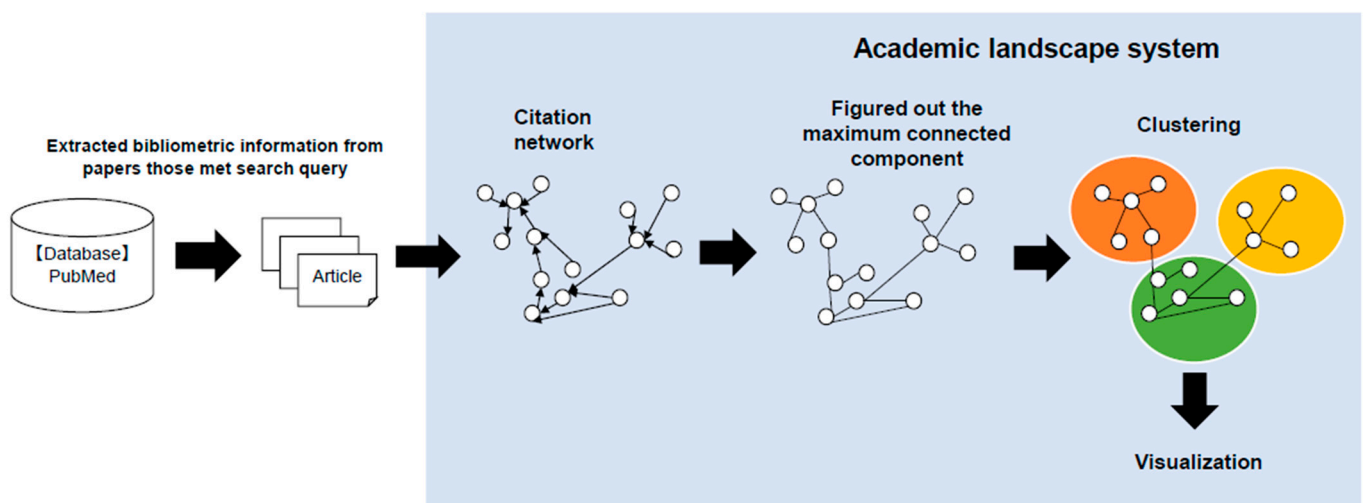 Academic landscape system
Extracted bibliometric information from
papers those met search query
【Database】
PubMed
Article
Citation
network
Figured out the
maximum connected
component
Clustering
Visualization